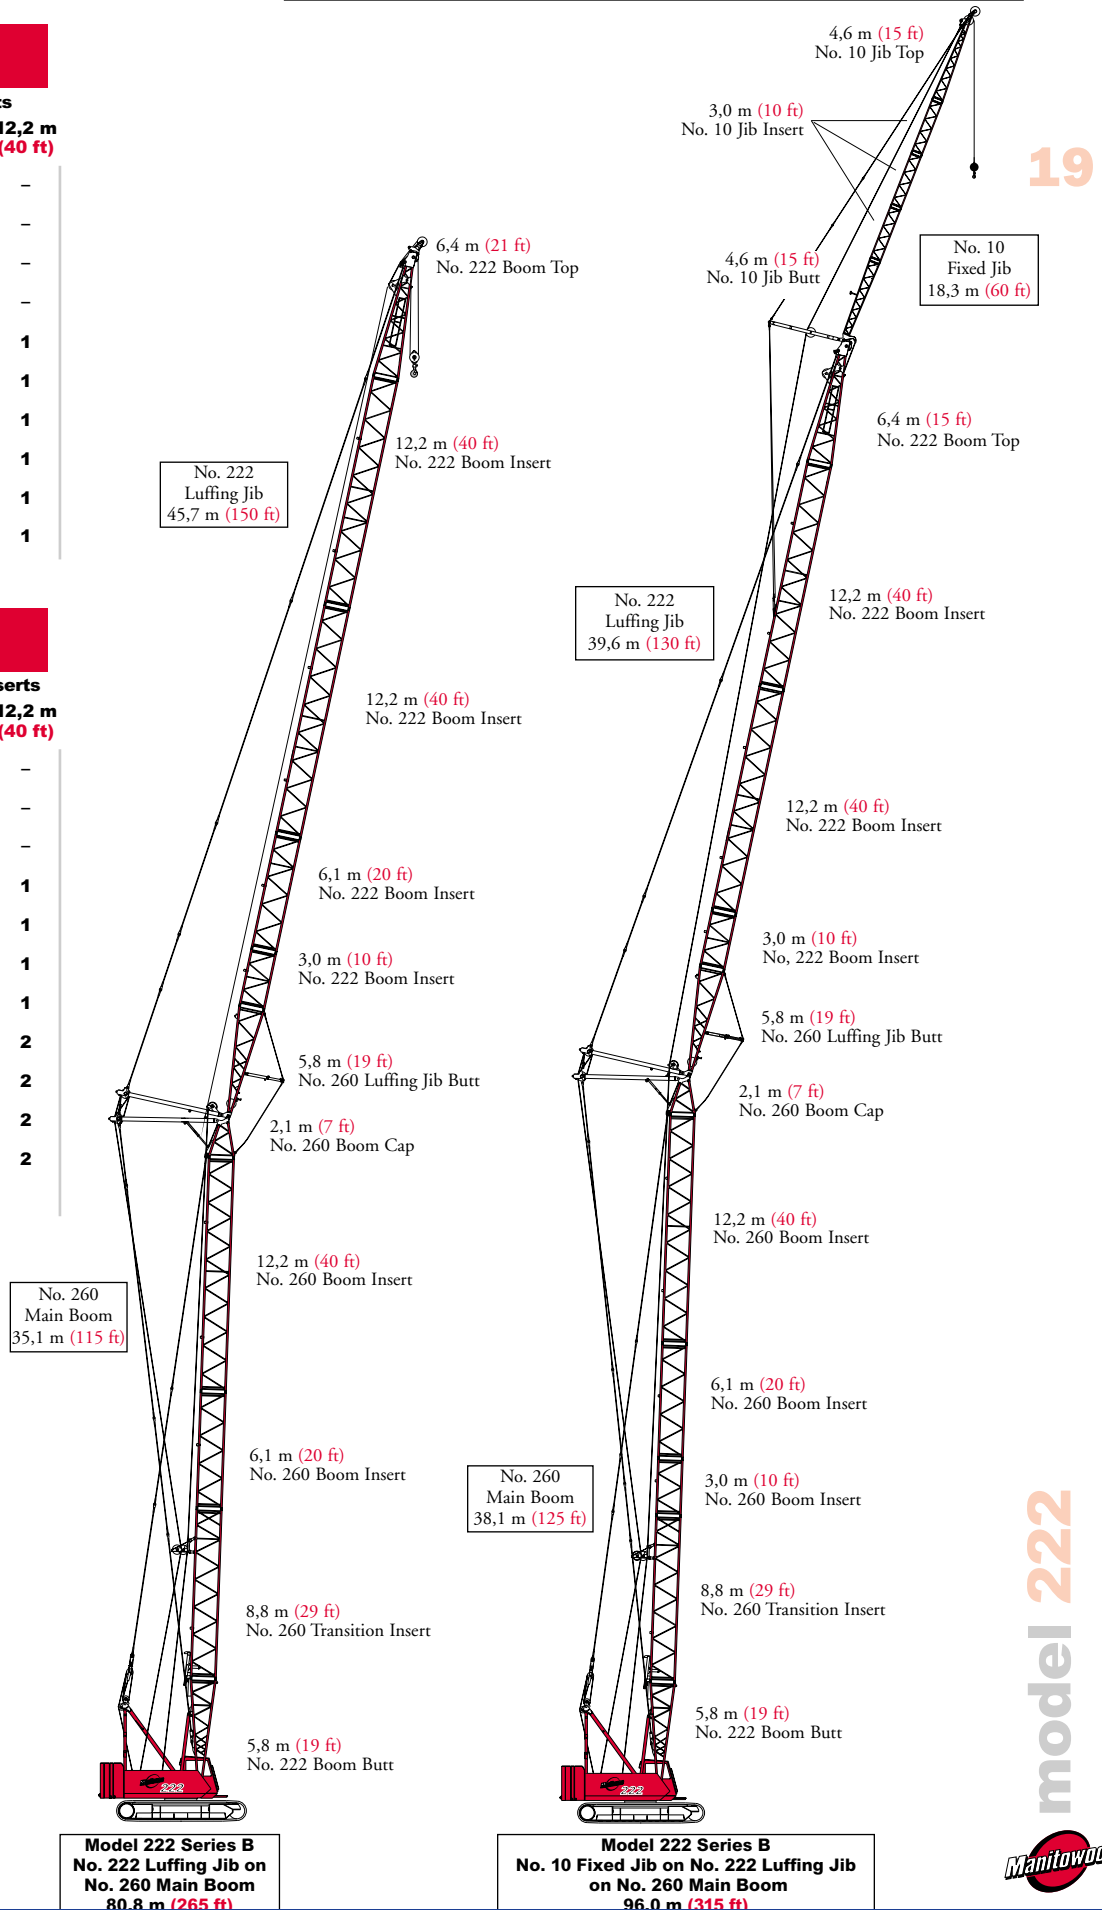 12,2 m
(40 ft)
–
–
–
–
1
1
1
1
1
1
serts
12,2 m
(40 ft)
–
–
–
1
1
1
1
2
2
2
2
6,4 m (21 ft)
No. 222 Boom Top
12,2 m (40 ft)
No. 222 Boom Insert
No. 222
Luffing Jib
45,7 m (150 ft)
12,2 m (40 ft)
No. 222 Boom Insert
6,1 m (20 ft)
No. 222 Boom Insert
3,0 m (10 ft)
No. 222 Boom Insert
5,8 m (19 ft)
No. 260 Luffing Jib Butt
2,1 m (7 ft)
No. 260 Boom Cap
12,2 m (40 ft)
No. 260 Boom Insert
No. 260
Main Boom
35,1 m (115 ft)
6,1 m (20 ft)
No. 260 Boom Insert
8,8 m (29 ft)
No. 260 Transition Insert
5,8 m (19 ft)
No. 222 Boom Butt
222
Model 222 Series B
No. 222 Luffing Jib on
No. 260 Main Boom
80,8 m (265 ft)
4,6 m (15 ft)
No. 10 Jib Top
3,0 m (10 ft)
No. 10 Jib Insert
4,6 m (15 ft)
No. 10 Jib Butt
No. 10
Fixed Jib
18,3 m (60 ft)
6,4 m (15 ft)
No. 222 Boom Top
12,2 m (40 ft)
No. 222 Boom Insert
No. 222
Luffing Jib
39,6 m (130 ft)
12,2 m (40 ft)
No. 222 Boom Insert
3,0 m (10 ft)
No, 222 Boom Insert
5,8 m (19 ft)
No. 260 Luffing Jib Butt
2,1 m (7 ft)
No. 260 Boom Cap
12,2 m (40 ft)
No. 260 Boom Insert
6,1 m (20 ft)
No. 260 Boom Insert
3,0 m (10 ft)
No. 260 Boom Insert
No. 260
Main Boom
38,1 m (125 ft)
8,8 m (29 ft)
No. 260 Transition Insert
5,8 m (19 ft)
No. 222 Boom Butt
222
Model 222 Series B
No. 10 Fixed Jib on No. 222 Luffing Jib
on No. 260 Main Boom
96,0 m (315 ft)
19
model 222
Manitowoc